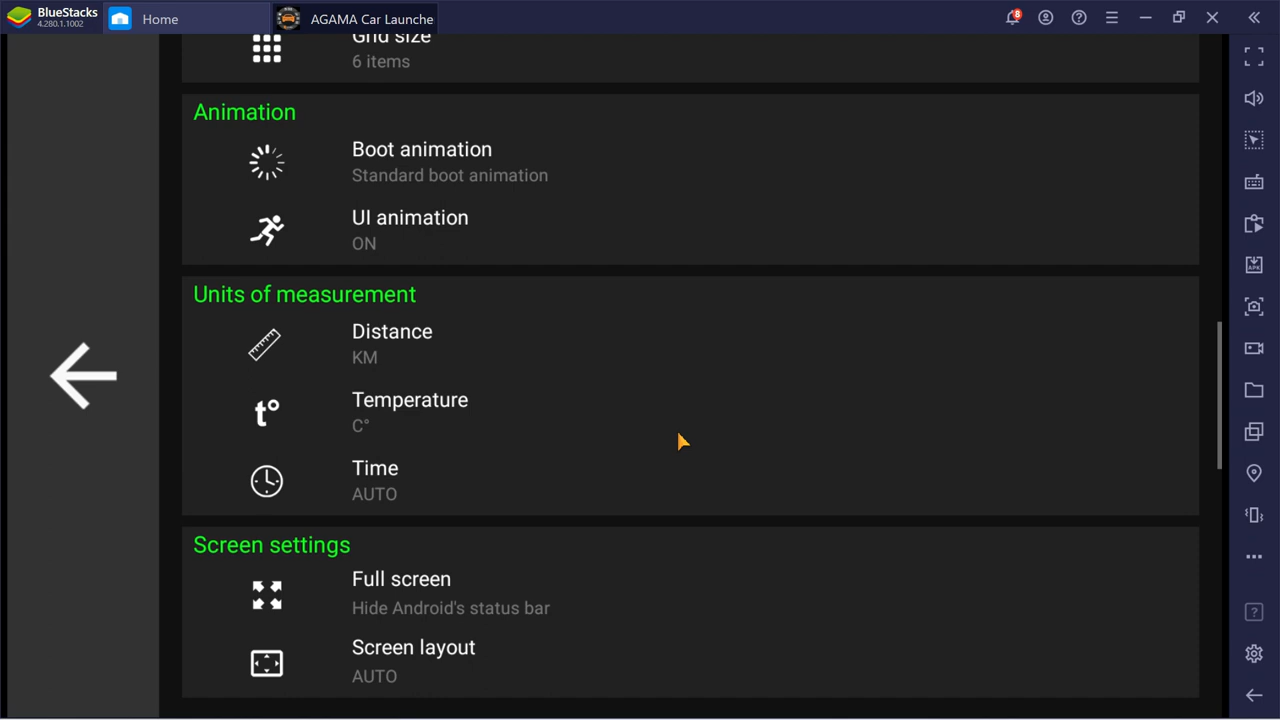 BlueStacks
4.280.1.1002
Home
AGAMA Car Launche
8
Grid size
6 items
Animation
Boot animation
Standard boot animation
UI animation
ON
Units of measurement
Distance
KM
t° Temperature
C°
Time
AUTO
Screen settings
Full screen
Hide Android's status bar
Screen layout
AUTO
APK